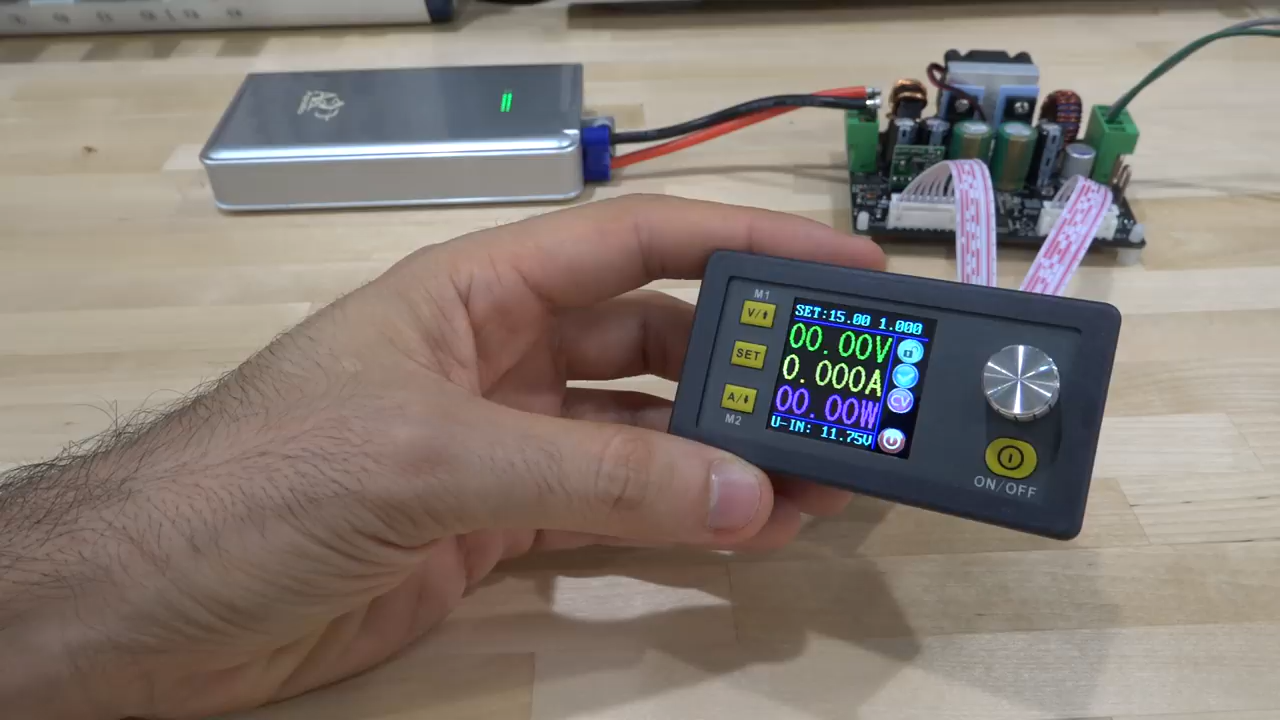 M1
V/⬍
SET
A/⬍
M2
SET:15.00 1.000
00.00V
0.000A
00.00W
U-IN: 11.75V
CV
ON/OFF